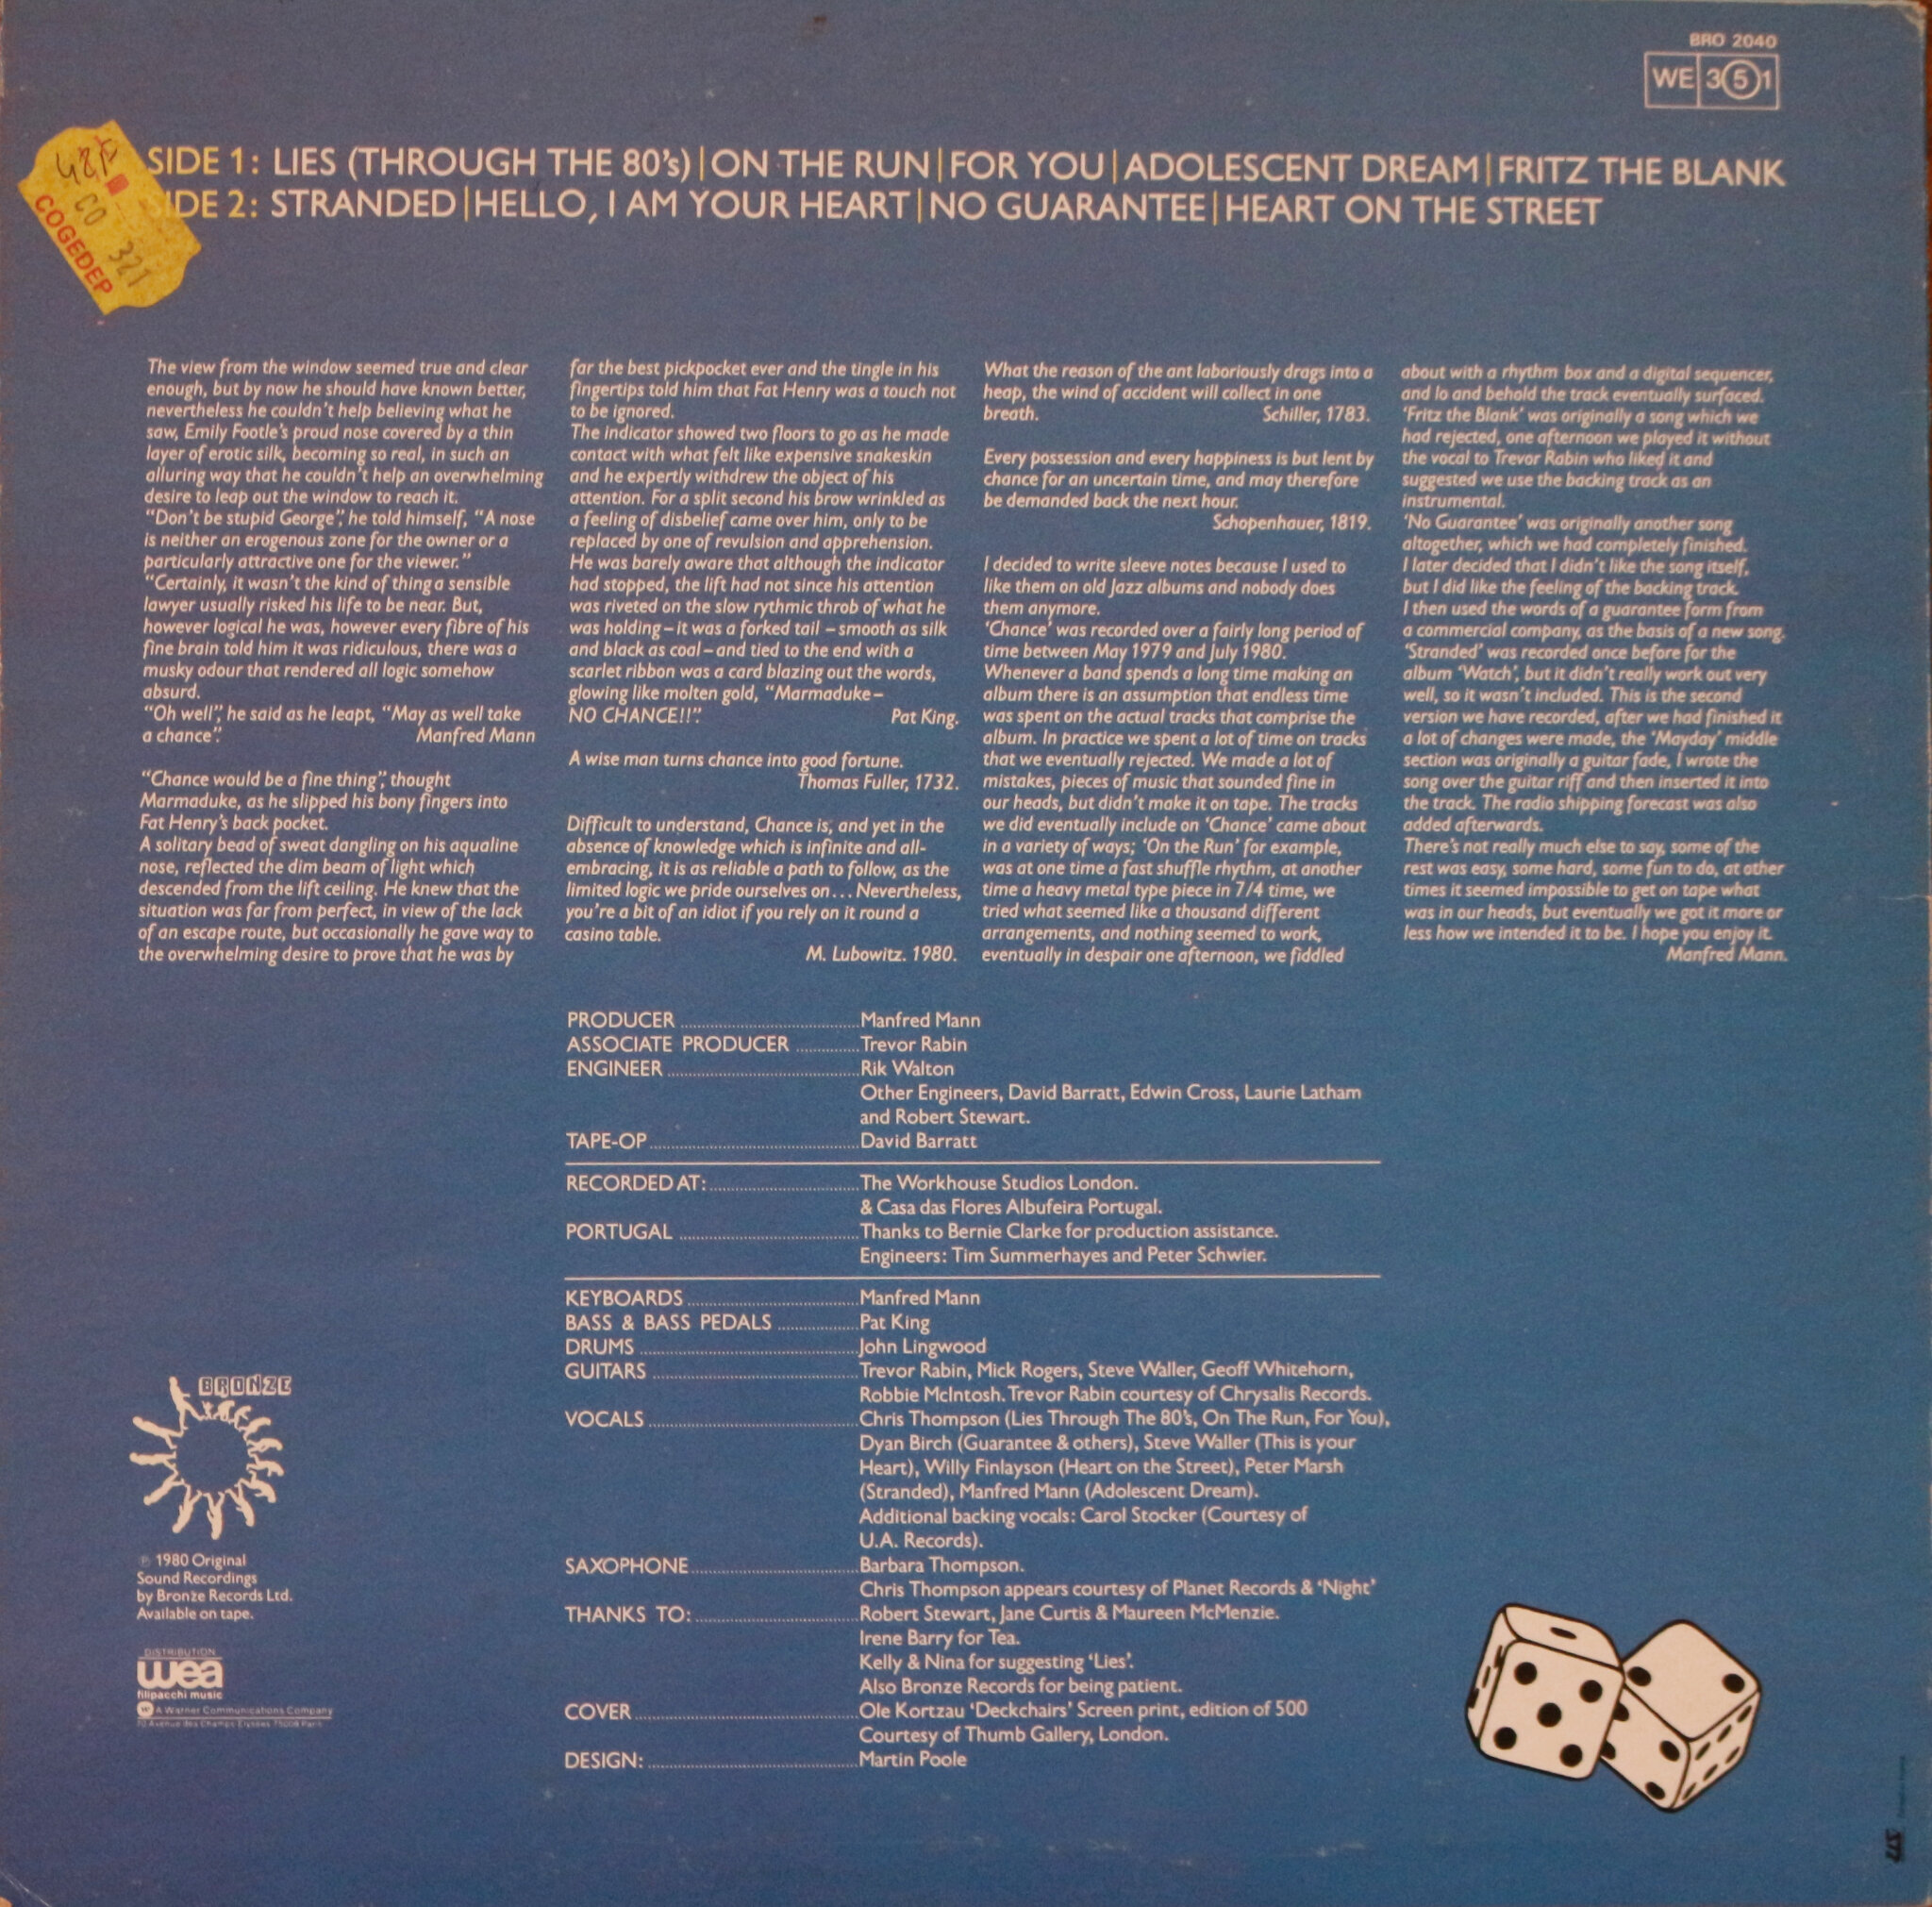 BRO 2040
WE 3 5 1
48F
CO 321
COGEDEP
SIDE 1: LIES (THROUGH THE 80's)|ON THE RUN|FOR YOU|ADOLESCENT DREAM|FRITZ THE BLANK
SIDE 2: STRANDED|HELLO, I AM YOUR HEART|NO GUARANTEE|HEART ON THE STREET
The view from the window seemed true and clear
enough, but by now he should have known better,
nevertheless he couldn't help believing what he
saw, Emily Footle's proud nose covered by a thin
layer of erotic silk, becoming so real, in such an
alluring way that he couldn't help an overwhelming
desire to leap out the window to reach it.
“Don't be stupid George”, he told himself, “A nose
is neither an erogenous zone for the owner or a
particularly attractive one for the viewer.”
“Certainly, it wasn't the kind of thing a sensible
lawyer usually risked his life to be near. But,
however logical he was, however every fibre of his
fine brain told him it was ridiculous, there was a
musky odour that rendered all logic somehow
absurd.
“Oh well”, he said as he leapt, “May as well take
a chance”. Manfred Mann
“Chance would be a fine thing”, thought
Marmaduke, as he slipped his bony fingers into
Fat Henry's back pocket.
A solitary bead of sweat dangling on his aqualine
nose, reflected the dim beam of light which
descended from the lift ceiling. He knew that the
situation was far from perfect, in view of the lack
of an escape route, but occasionally he gave way to
the overwhelming desire to prove that he was by
far the best pickpocket ever and the tingle in his
fingertips told him that Fat Henry was a touch not
to be ignored.
The indicator showed two floors to go as he made
contact with what felt like expensive snakeskin
and he expertly withdrew the object of his
attention. For a split second his brow wrinkled as
a feeling of disbelief came over him, only to be
replaced by one of revulsion and apprehension.
He was barely aware that although the indicator
had stopped, the lift had not since his attention
was riveted on the slow rythmic throb of what he
was holding – it was a forked tail – smooth as silk
and black as coal – and tied to the end with a
scarlet ribbon was a card blazing out the words,
glowing like molten gold, “Marmaduke –
NO CHANCE!!”. Pat King.
A wise man turns chance into good fortune.
Thomas Fuller, 1732.
Difficult to understand, Chance is, and yet in the
absence of knowledge which is infinite and all-
embracing, it is as reliable a path to follow, as the
limited logic we pride ourselves on... Nevertheless,
you're a bit of an idiot if you rely on it round a
casino table.
M. Lubowitz. 1980.
What the reason of the ant laboriously drags into a
heap, the wind of accident will collect in one
breath. Schiller, 1783.
Every possession and every happiness is but lent by
chance for an uncertain time, and may therefore
be demanded back the next hour.
Schopenhauer, 1819.
I decided to write sleeve notes because I used to
like them on old Jazz albums and nobody does
them anymore.
‘Chance’ was recorded over a fairly long period of
time between May 1979 and July 1980.
Whenever a band spends a long time making an
album there is an assumption that endless time
was spent on the actual tracks that comprise the
album. In practice we spent a lot of time on tracks
that we eventually rejected. We made a lot of
mistakes, pieces of music that sounded fine in
our heads, but didn't make it on tape. The tracks
we did eventually include on ‘Chance’ came about
in a variety of ways; ‘On the Run’ for example,
was at one time a fast shuffle rhythm, at another
time a heavy metal type piece in 7/4 time, we
tried what seemed like a thousand different
arrangements, and nothing seemed to work,
eventually in despair one afternoon, we fiddled
about with a rhythm box and a digital sequencer,
and lo and behold the track eventually surfaced.
‘Fritz the Blank’ was originally a song which we
had rejected, one afternoon we played it without
the vocal to Trevor Rabin who liked it and
suggested we use the backing track as an
instrumental.
‘No Guarantee’ was originally another song
altogether, which we had completely finished.
I later decided that I didn't like the song itself,
but I did like the feeling of the backing track.
I then used the words of a guarantee form from
a commercial company, as the basis of a new song.
‘Stranded’ was recorded once before for the
album ‘Watch’, but it didn't really work out very
well, so it wasn't included. This is the second
version we have recorded, after we had finished it
a lot of changes were made, the ‘Mayday’ middle
section was originally a guitar fade, I wrote the
song over the guitar riff and then inserted it into
the track. The radio shipping forecast was also
added afterwards.
There's not really much else to say, some of the
rest was easy, some hard, some fun to do, at other
times it seemed impossible to get on tape what
was in our heads, but eventually we got it more or
less how we intended it to be. I hope you enjoy it.
Manfred Mann.
PRODUCER Manfred Mann
ASSOCIATE PRODUCER Trevor Rabin
ENGINEER Rik Walton
Other Engineers, David Barratt, Edwin Cross, Laurie Latham
and Robert Stewart.
TAPE-OP David Barratt
RECORDED AT: The Workhouse Studios London.
& Casa das Flores Albufeira Portugal.
PORTUGAL Thanks to Bernie Clarke for production assistance.
Engineers: Tim Summerhayes and Peter Schwier.
KEYBOARDS Manfred Mann
BASS & BASS PEDALS Pat King
DRUMS John Lingwood
GUITARS Trevor Rabin, Mick Rogers, Steve Waller, Geoff Whitehorn,
Robbie McIntosh. Trevor Rabin courtesy of Chrysalis Records.
VOCALS Chris Thompson (Lies Through The 80's, On The Run, For You),
Dyan Birch (Guarantee & others), Steve Waller (This is your
Heart), Willy Finlayson (Heart on the Street), Peter Marsh
(Stranded), Manfred Mann (Adolescent Dream).
Additional backing vocals: Carol Stocker (Courtesy of
U.A. Records).
SAXOPHONE Barbara Thompson.
Chris Thompson appears courtesy of Planet Records & ‘Night’
THANKS TO: Robert Stewart, Jane Curtis & Maureen McMenzie.
Irene Barry for Tea.
Kelly & Nina for suggesting ‘Lies’.
Also Bronze Records for being patient.
COVER Ole Kortzau ‘Deckchairs’ Screen print, edition of 500
Courtesy of Thumb Gallery, London.
DESIGN: Martin Poole
BRONZE
℗ 1980 Original
Sound Recordings
by Bronze Records Ltd.
Available on tape.
DISTRIBUTION
wea
filipacchi music
A Warner Communications Company
70 Avenue des Champs Elysées 75008 Paris